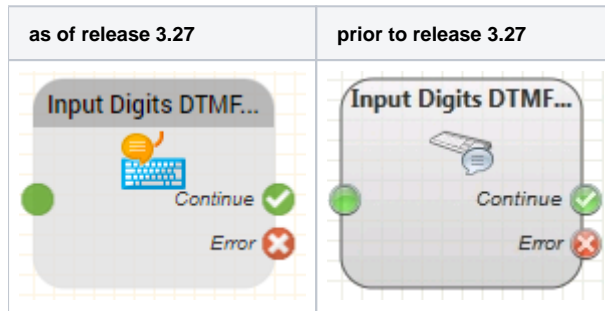 as of release 3.27
prior to release 3.27
Input Digits DTMF...
Continue
Error
Input Digits DTMF...
Continue
Error